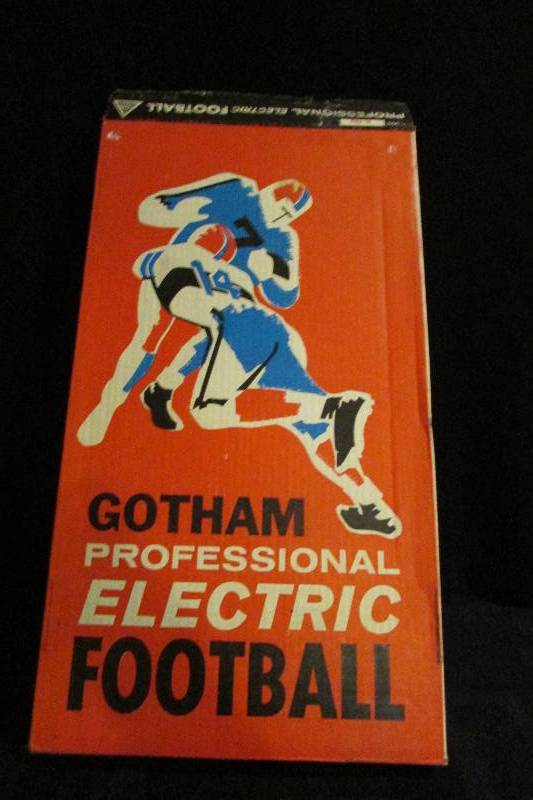 PROFESSIONAL ELECTRIC FOOTBALL
7
GOTHAM
PROFESSIONAL
ELECTRIC
FOOTBALL